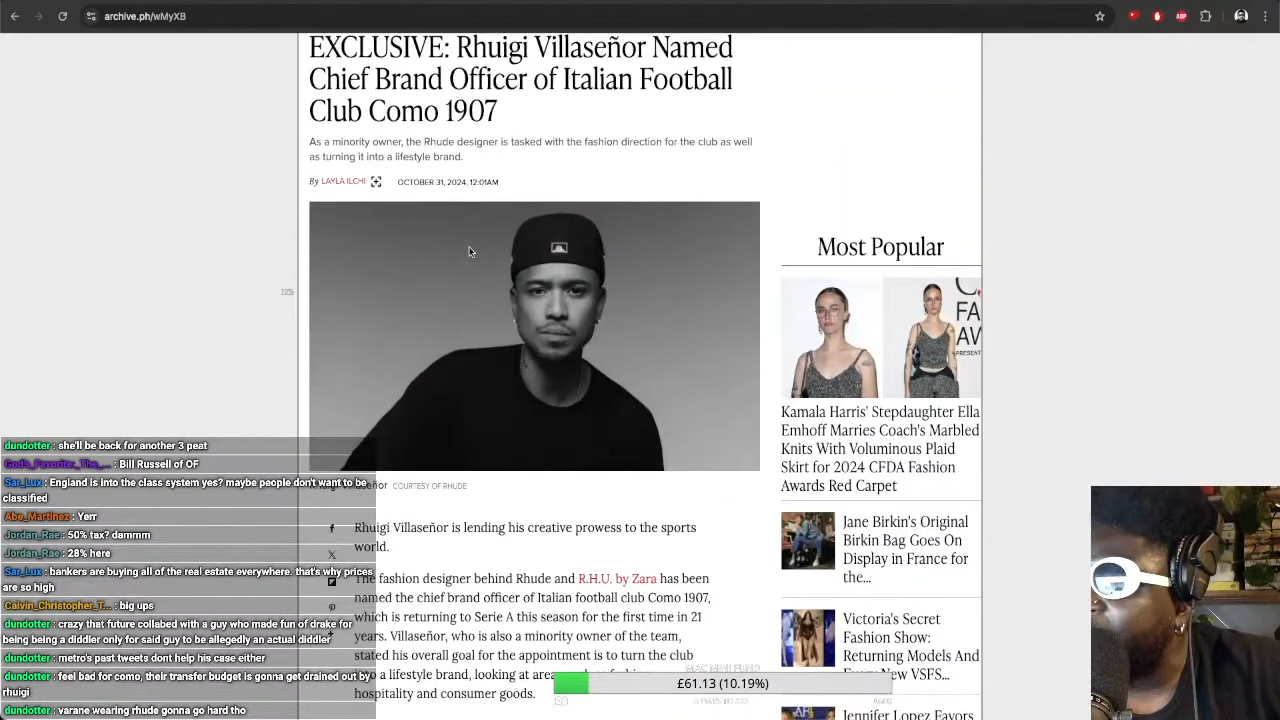 archive.ph/wMyXB
EXCLUSIVE: Rhuigi Villaseñor Named
Chief Brand Officer of Italian Football
Club Como 1907
As a minority owner, the Rhude designer is tasked with the fashion direction for the club as well
as turning it into a lifestyle brand.
By LAYLA ILCHI
OCTOBER 31, 2024, 12:01AM
Most Popular
Kamala Harris' Stepdaughter Ella
Emhoff Marries Coach's Marbled
Knits With Voluminous Plaid
Skirt for 2024 CFDA Fashion
Awards Red Carpet
Jane Birkin's Original
Birkin Bag Goes On
Display in France for
the...
Victoria's Secret
Fashion Show:
Returning Models And
Every New VSFS...
Jennifer Lopez Favors
COURTESY OF RHUDE
Rhuigi Villaseñor is lending his creative prowess to the sports
world.
The fashion designer behind Rhude and R.H.U. by Zara has been
named the chief brand officer of Italian football club Como 1907,
which is returning to Serie A this season for the first time in 21
years. Villaseñor, who is also a minority owner of the team,
stated his overall goal for the appointment is to turn the club
a lifestyle brand, looking at
hospitality and consumer goods.
dundotter : she'll be back for another 3 peat
God's_Favorite_The_... : Bill Russell of OF
Sar_Lux : England is into the class system yes? maybe people don't want to be
classified
Abe_Martinez : Yerr
Jordan_Rae : 50% tax? dammm
Jordan_Rae : 28% here
Sar_Lux : bankers are buying all of the real estate everywhere. that's why prices
are so high
Calvin_Christopher_T... : big ups
dundotter : crazy that future collabed with a guy who made fun of drake for
being being a diddler only for said guy to be allegedly an actual diddler
dundotter : metro's past tweets dont help his case either
dundotter : feel bad for como, their transfer budget is gonna get drained out by
rhuigi
dundotter : varane wearing rhude gonna go hard tho
MAC MINI FUND
£61.13 (10.19%)